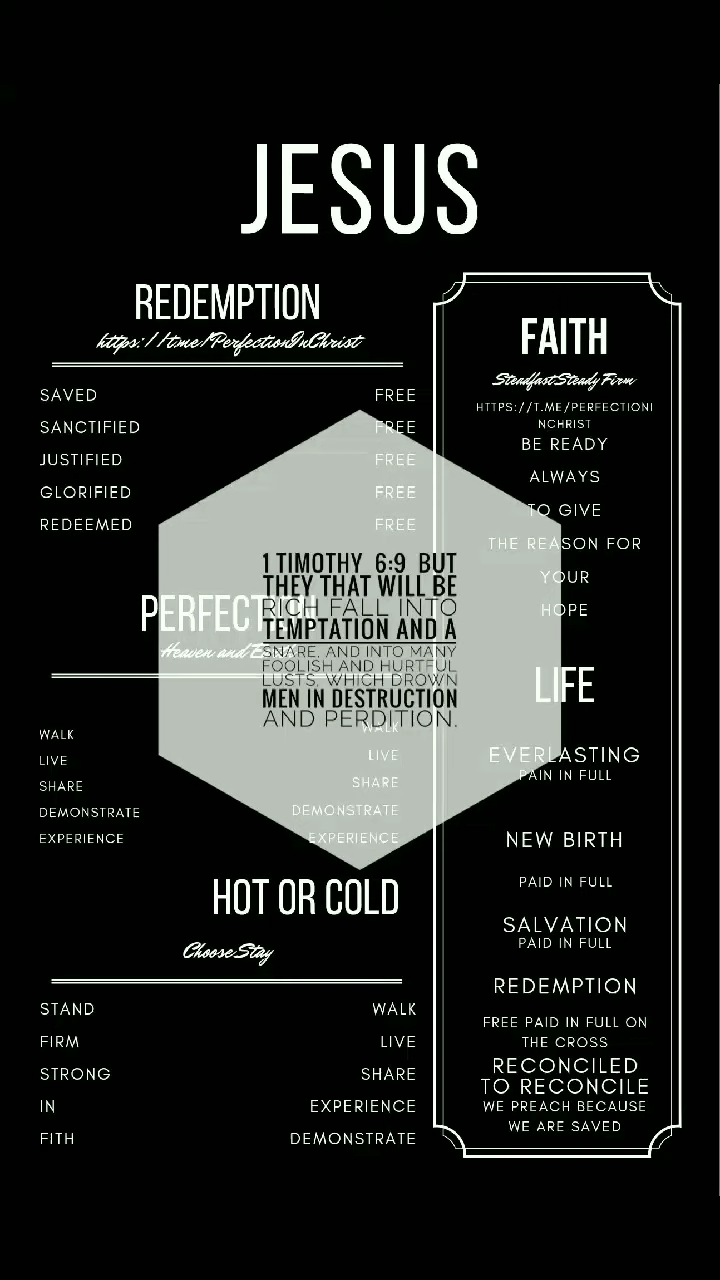 JESUS
REDEMPTION
https://t.me/PerfectionInChrist
SAVED FREE
SANCTIFIED FREE
JUSTIFIED FREE
GLORIFIED FREE
REDEEMED FREE
PERFECTION
Heaven and
WALK WALK
LIVE LIVE
SHARE SHARE
DEMONSTRATE DEMONSTRATE
EXPERIENCE EXPERIENCE
1 TIMOTHY 6:9 BUT
THEY THAT WILL BE
RICH FALL INTO
TEMPTATION AND A
SNARE, AND INTO MANY
FOOLISH AND HURTFUL
LUSTS, WHICH DROWN
MEN IN DESTRUCTION
AND PERDITION.
HOT OR COLD
Choose Stay
STAND WALK
FIRM LIVE
STRONG SHARE
IN EXPERIENCE
FITH DEMONSTRATE
FAITH
Steadfast Steady Firm
HTTPS://T.ME/PERFECTIONI
NCHRIST
BE READY
ALWAYS
TO GIVE
THE REASON FOR
YOUR
HOPE
LIFE
EVERLASTING
PAIN IN FULL
NEW BIRTH
PAID IN FULL
SALVATION
PAID IN FULL
REDEMPTION
FREE PAID IN FULL ON
THE CROSS
RECONCILED
TO RECONCILE
WE PREACH BECAUSE
WE ARE SAVED